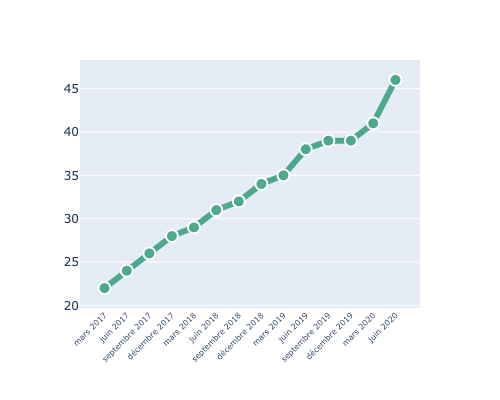 45
40
35
30
25
20
mars 2017
juin 2017
septembre 2017
décembre 2017
mars 2018
juin 2018
septembre 2018
décembre 2018
mars 2019
juin 2019
septembre 2019
décembre 2019
mars 2020
juin 2020